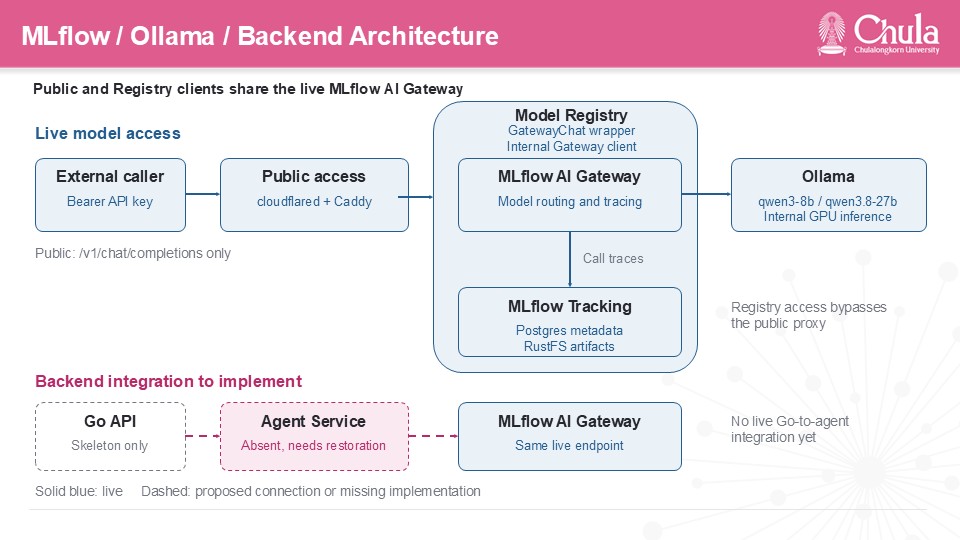 MLflow / Ollama / Backend Architecture
Chula
Chulalongkorn University
Public and Registry clients share the live MLflow AI Gateway
Live model access
Model Registry
GatewayChat wrapper
Internal Gateway client
External caller
Bearer API key
Public access
cloudflared + Caddy
MLflow AI Gateway
Model routing and tracing
Ollama
qwen3-8b / qwen3.8-27b
Internal GPU inference
Public: /v1/chat/completions only
Call traces
MLflow Tracking
Postgres metadata
RustFS artifacts
Registry access bypasses
the public proxy
Backend integration to implement
Go API
Skeleton only
Agent Service
Absent, needs restoration
MLflow AI Gateway
Same live endpoint
No live Go-to-agent
integration yet
Solid blue: live Dashed: proposed connection or missing implementation